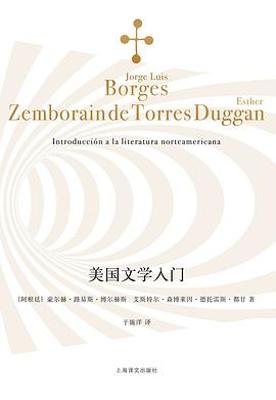 Jorge Luis
Borges
Esther
Zemborain de Torres Duggan
Introducción a la literatura norteamericana
美国文学入门
[阿根廷] 豪尔赫·路易斯·博尔赫斯 艾斯特尔·森博莱因·德托雷斯·都甘 著
于施洋 译
上海译文出版社